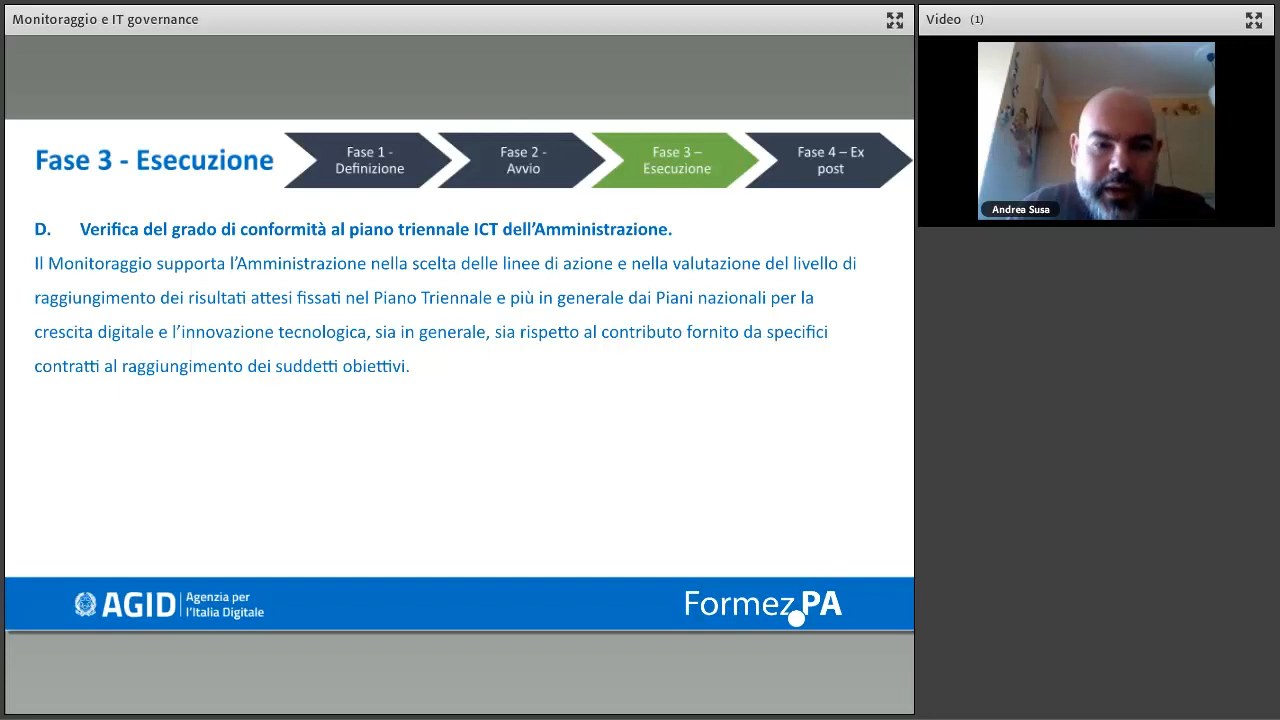 Monitoraggio e IT governance
Video (1)
Fase 3 - Esecuzione
Fase 1 -
Definizione
Fase 2 -
Avvio
Fase 3 –
Esecuzione
Fase 4 – Ex
post
Andrea Susa
D. Verifica del grado di conformità al piano triennale ICT dell’Amministrazione.
Il Monitoraggio supporta l’Amministrazione nella scelta delle linee di azione e nella valutazione del livello di
raggiungimento dei risultati attesi fissati nel Piano Triennale e più in generale dai Piani nazionali per la
crescita digitale e l’innovazione tecnologica, sia in generale, sia rispetto al contributo fornito da specifici
contratti al raggiungimento dei suddetti obiettivi.
AGID
Agenzia per
l’Italia Digitale
Formez PA